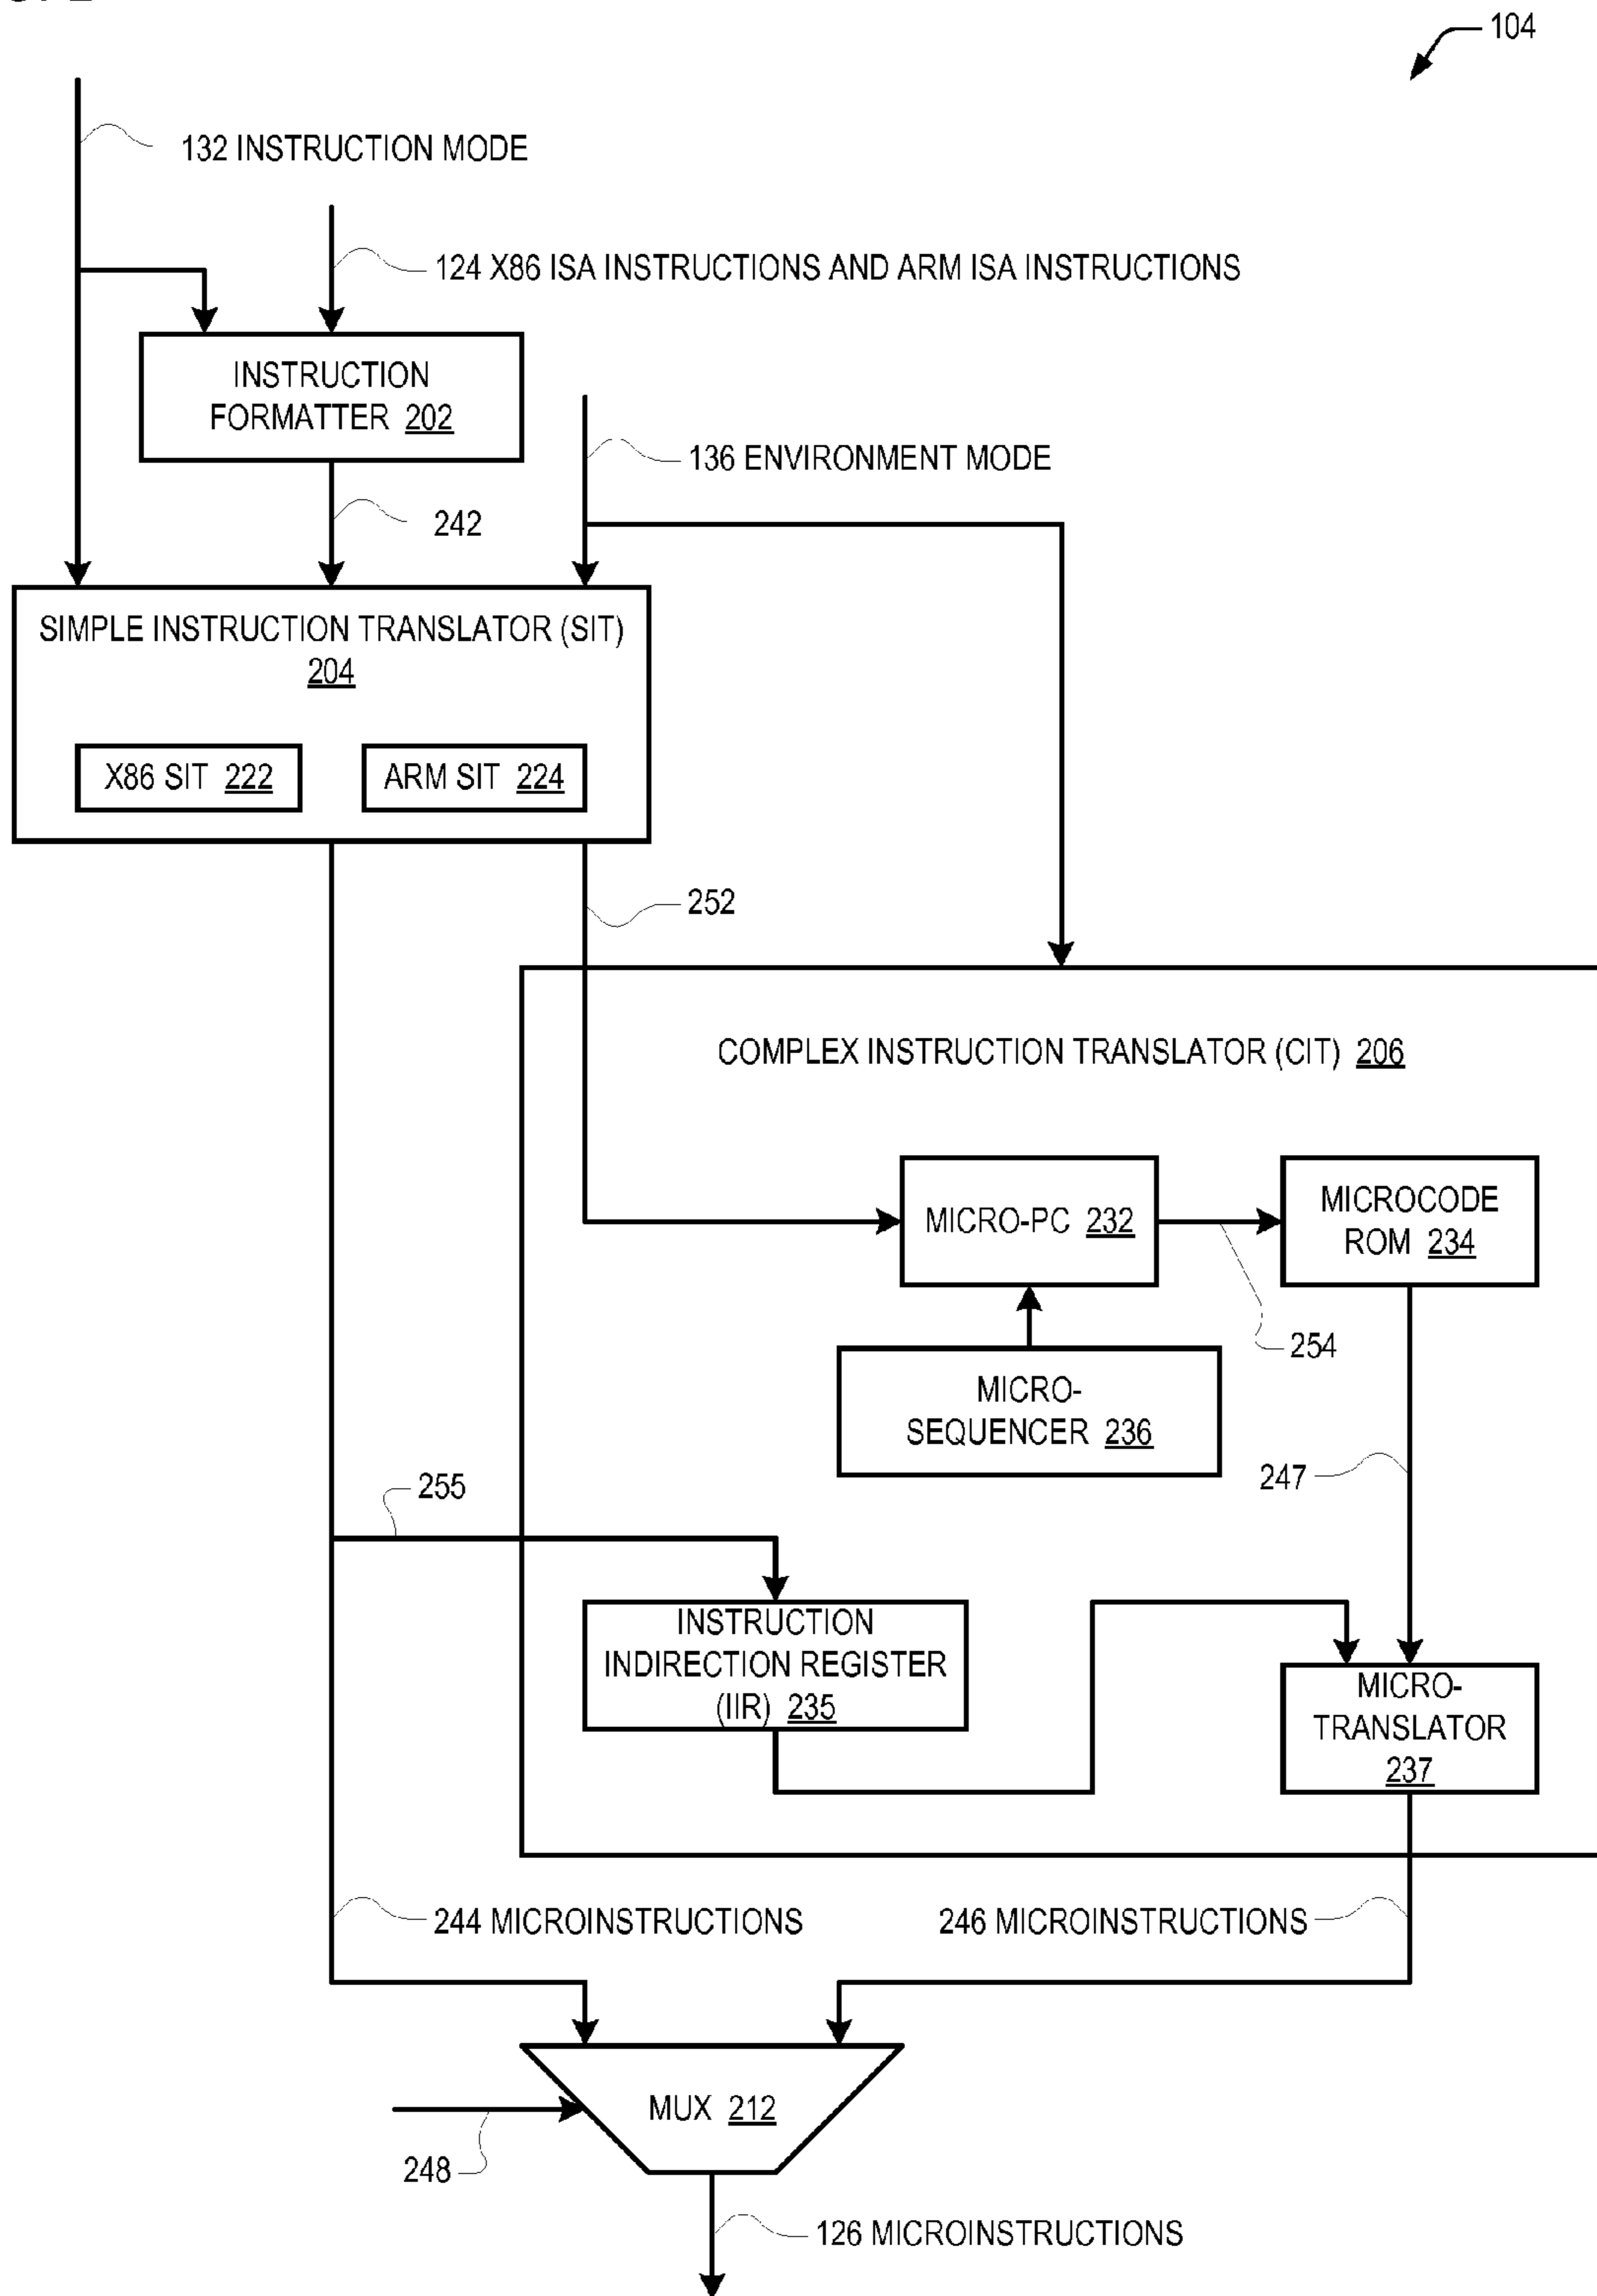 104
132 INSTRUCTION MODE
124 X86 ISA INSTRUCTIONS AND ARM ISA INSTRUCTIONS
INSTRUCTION
FORMATTER 202
136 ENVIRONMENT MODE
242
SIMPLE INSTRUCTION TRANSLATOR (SIT)
204
X86 SIT 222
ARM SIT 224
252
COMPLEX INSTRUCTION TRANSLATOR (CIT) 206
MICRO-PC 232
MICROCODE
ROM 234
254
MICRO-
SEQUENCER 236
247
255
INSTRUCTION
INDIRECTION REGISTER
(IIR) 235
MICRO-
TRANSLATOR
237
244 MICROINSTRUCTIONS
246 MICROINSTRUCTIONS
MUX 212
248
126 MICROINSTRUCTIONS